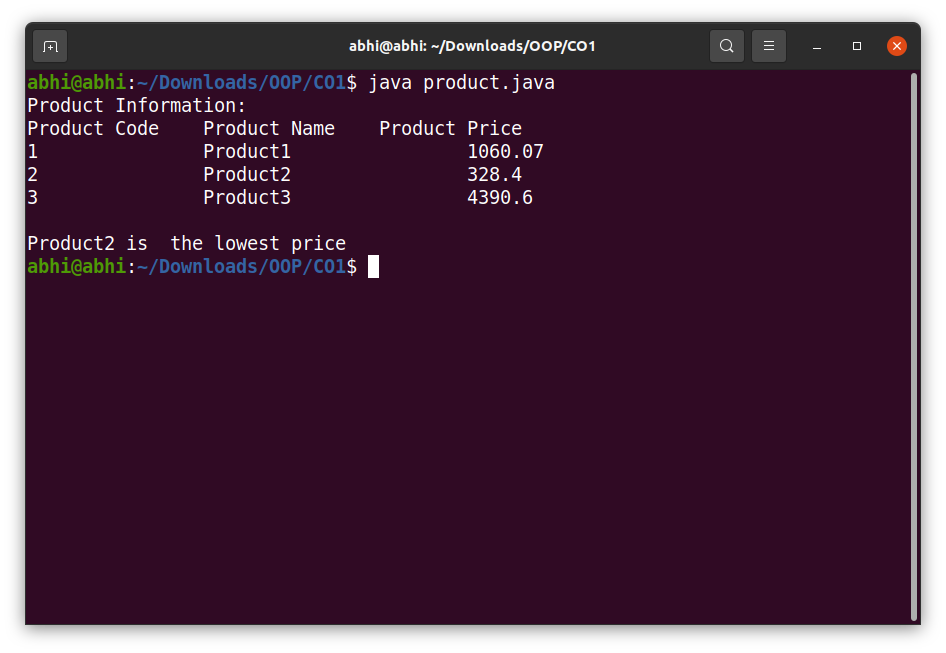 abhi@abhi: ~/Downloads/OOP/CO1
abhi@abhi:~/Downloads/OOP/CO1$ java product.java
Product Information:
Product Code    Product Name    Product Price
1               Product1                1060.07
2               Product2                328.4
3               Product3                4390.6
Product2 is  the lowest price
abhi@abhi:~/Downloads/OOP/CO1$